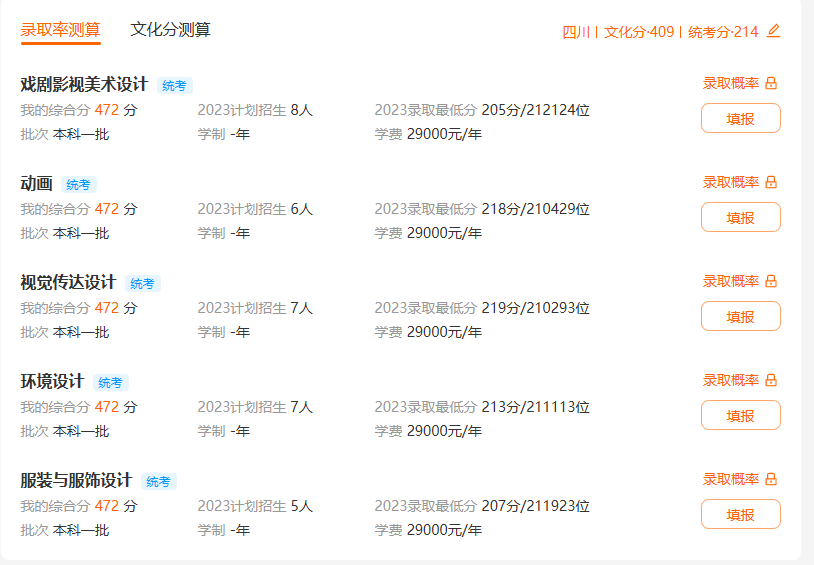 录取率测算 文化分测算 四川 | 文化分·409 | 统考分·214
戏剧影视美术设计 统考 录取概率
我的综合分 472 分 2023计划招生 8人 2023录取最低分 205分/212124位 填报
批次 本科一批 学制 -年 学费 29000元/年
动画 统考 录取概率
我的综合分 472 分 2023计划招生 6人 2023录取最低分 218分/210429位 填报
批次 本科一批 学制 -年 学费 29000元/年
视觉传达设计 统考 录取概率
我的综合分 472 分 2023计划招生 7人 2023录取最低分 219分/210293位 填报
批次 本科一批 学制 -年 学费 29000元/年
环境设计 统考 录取概率
我的综合分 472 分 2023计划招生 7人 2023录取最低分 213分/211113位 填报
批次 本科一批 学制 -年 学费 29000元/年
服装与服饰设计 统考 录取概率
我的综合分 472 分 2023计划招生 5人 2023录取最低分 207分/211923位 填报
批次 本科一批 学制 -年 学费 29000元/年